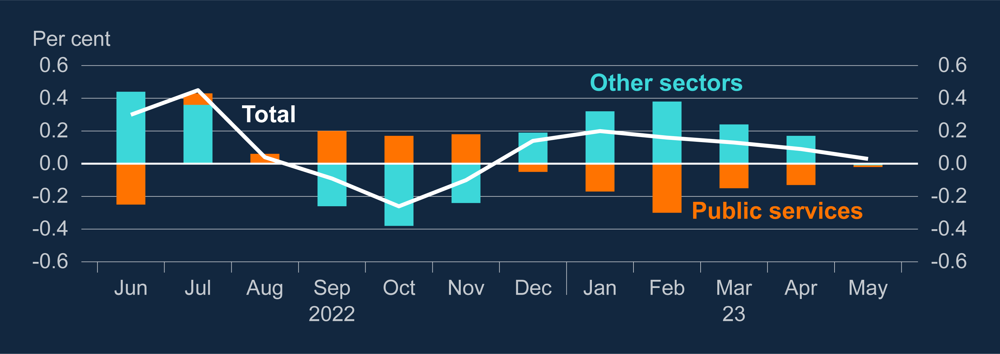 Per cent
0.6 0.6
Other sectors
0.4 0.4
Total
0.2 0.2
0.0 0.0
-0.2 -0.2
Public services
-0.4 -0.4
-0.6 -0.6
Jun Jul Aug Sep Oct Nov Dec Jan Feb Mar Apr May
2022 23